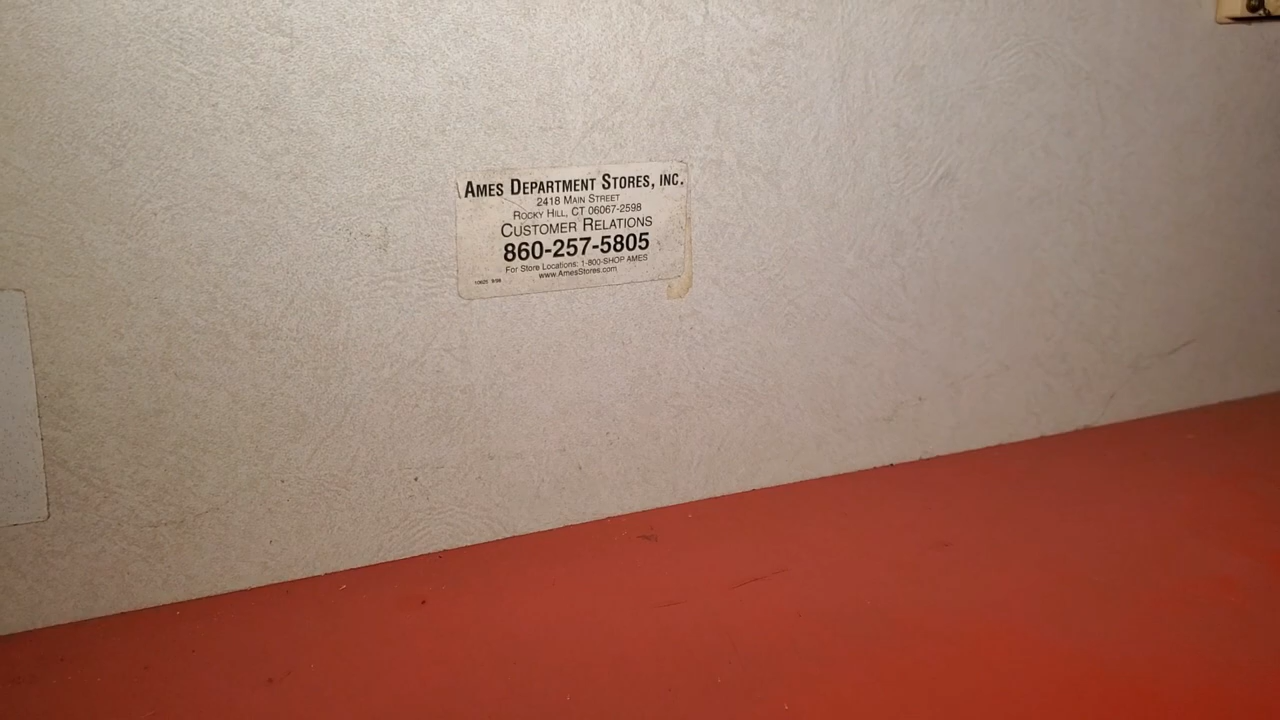 AMES DEPARTMENT STORES, INC.
2418 MAIN STREET
ROCKY HILL, CT 06067-2598
CUSTOMER RELATIONS
860-257-5805
For Store Locations: 1-800-SHOP AMES
www.AmesStores.com